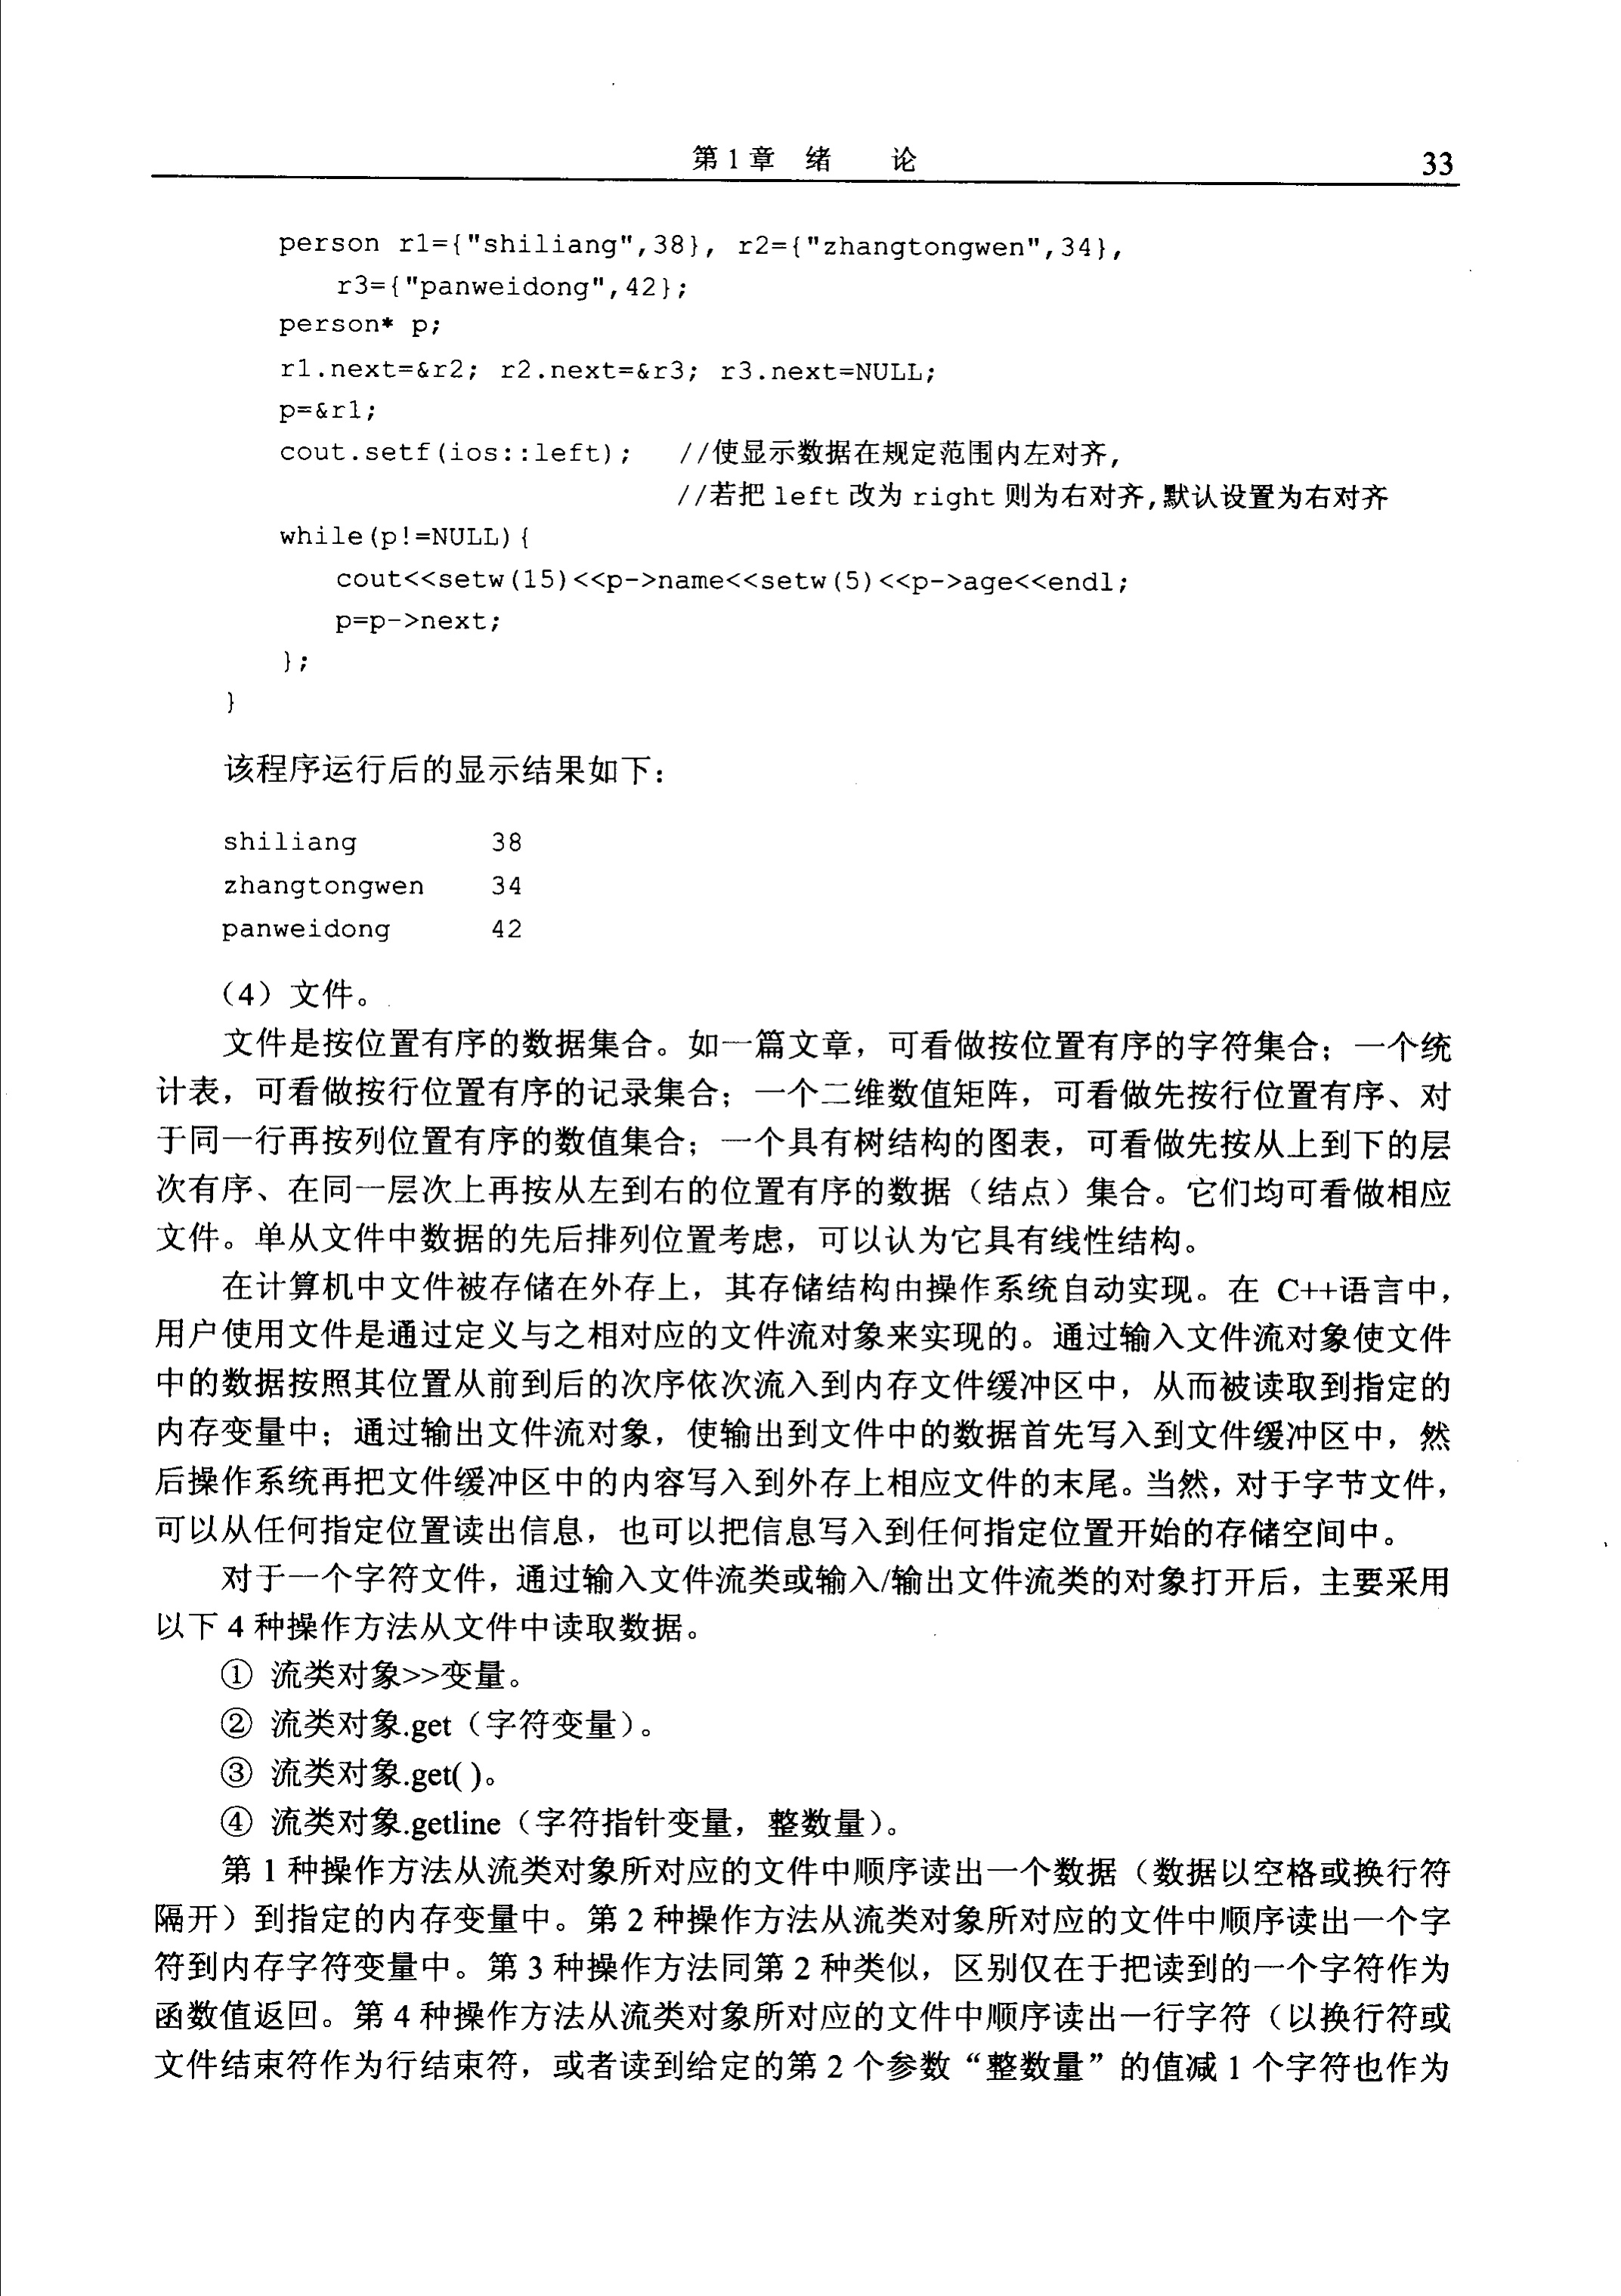 第 1 章 绪 论 33
person r1={"shiliang",38}, r2={"zhangtongwen",34},
r3={"panweidong",42};
person* p;
r1.next=&r2; r2.next=&r3; r3.next=NULL;
p=&r1;
cout.setf(ios::left); //使显示数据在规定范围内左对齐,
//若把 left 改为 right 则为右对齐,默认设置为右对齐
while(p!=NULL){
cout<<setw(15)<<p->name<<setw(5)<<p->age<<endl;
p=p->next;
};
}
该程序运行后的显示结果如下：
shiliang 38
zhangtongwen 34
panweidong 42
（4）文件。
文件是按位置有序的数据集合。如一篇文章，可看做按位置有序的字符集合；一个统
计表，可看做按行位置有序的记录集合；一个二维数值矩阵，可看做先按行位置有序、对
于同一行再按列位置有序的数值集合；一个具有树结构的图表，可看做先按从上到下的层
次有序、在同一层次上再按从左到右的位置有序的数据（结点）集合。它们均可看做相应
文件。单从文件中数据的先后排列位置考虑，可以认为它具有线性结构。
在计算机中文件被存储在外存上，其存储结构由操作系统自动实现。在 C++语言中，
用户使用文件是通过定义与之相对应的文件流对象来实现的。通过输入文件流对象使文件
中的数据按照其位置从前到后的次序依次流入到内存文件缓冲区中，从而被读取到指定的
内存变量中；通过输出文件流对象，使输出到文件中的数据首先写入到文件缓冲区中，然
后操作系统再把文件缓冲区中的内容写入到外存上相应文件的末尾。当然，对于字节文件，
可以从任何指定位置读出信息，也可以把信息写入到任何指定位置开始的存储空间中。
对于一个字符文件，通过输入文件流类或输入/输出文件流类的对象打开后，主要采用
以下 4 种操作方法从文件中读取数据。
① 流类对象>>变量。
② 流类对象.get（字符变量）。
③ 流类对象.get( )。
④ 流类对象.getline（字符指针变量，整数量）。
第 1 种操作方法从流类对象所对应的文件中顺序读出一个数据（数据以空格或换行符
隔开）到指定的内存变量中。第 2 种操作方法从流类对象所对应的文件中顺序读出一个字
符到内存字符变量中。第 3 种操作方法同第 2 种类似，区别仅在于把读到的一个字符作为
函数值返回。第 4 种操作方法从流类对象所对应的文件中顺序读出一行字符（以换行符或
文件结束符作为行结束符，或者读到给定的第 2 个参数“整数量”的值减 1 个字符也作为